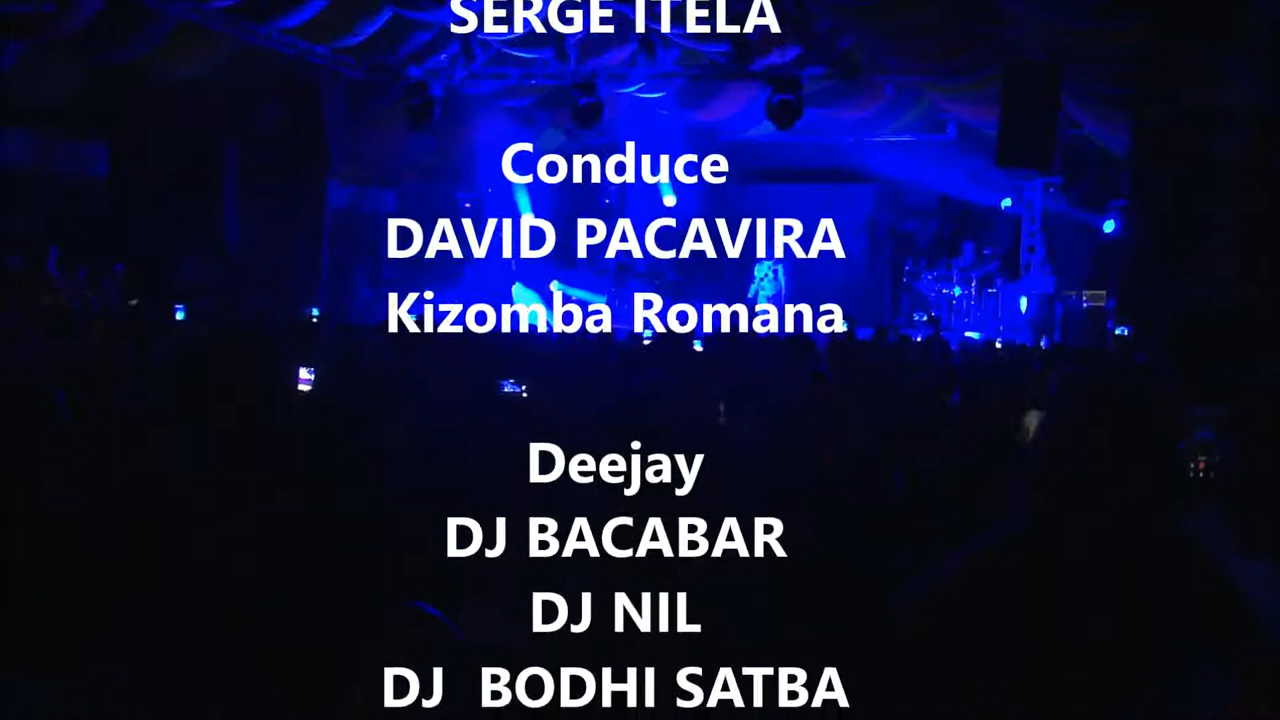 SERGE ITELA
Conduce
DAVID PACAVIRA
Kizomba Romana
Deejay
DJ BACABAR
DJ NIL
DJ  BODHI SATBA